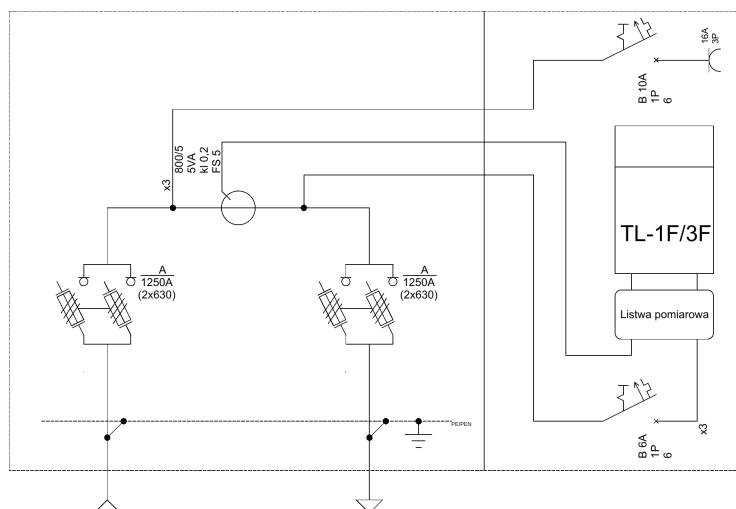 16A
3P
B 10A
1P
6
x3
800/5
5VA
kl 0,2
FS 5
TL-1F/3F
A
1250A
(2x630)
A
1250A
(2x630)
Listwa pomiarowa
PE/PEN
B 6A
1P
6
x3